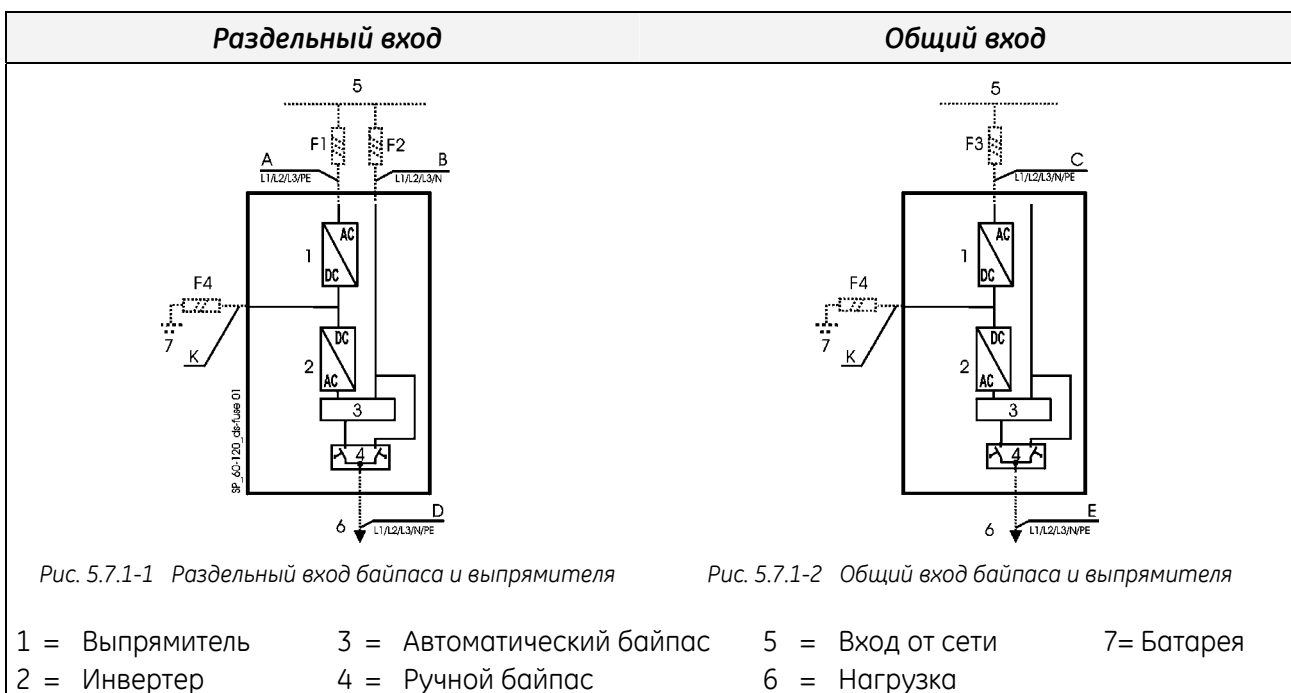 Раздельный вход
Общий вход
5
F1
F2
A
L1/L2/L3/PE
B
L1/L2/L3/N
AC
1
DC
F4
7
K
DC
2
AC
3
4
SP_60-120_ds-fuse 01
D
6
L1/L2/L3/N/PE
Рис. 5.7.1-1 Раздельный вход байпаса и выпрямителя
5
F3
C
L1/L2/L3/N/PE
AC
1
DC
F4
7
K
DC
2
AC
3
4
E
6
L1/L2/L3/N/PE
Рис. 5.7.1-2 Общий вход байпаса и выпрямителя
1 = Выпрямитель 3 = Автоматический байпас 5 = Вход от сети 7= Батарея
2 = Инвертер 4 = Ручной байпас 6 = Нагрузка